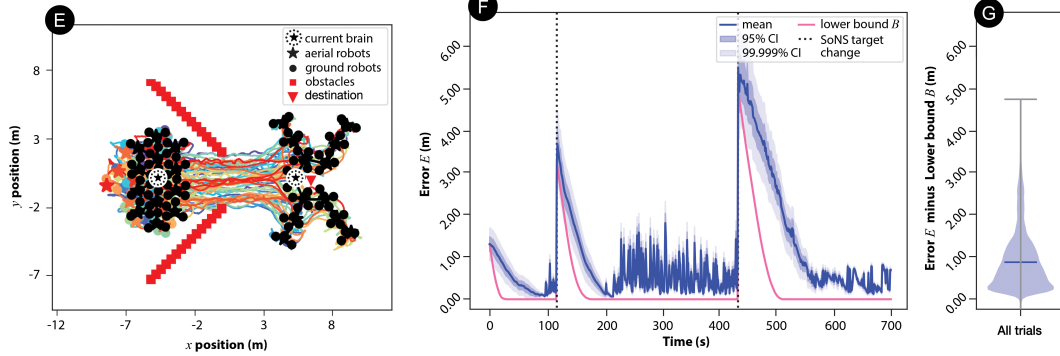 E
current brain
aerial robots
ground robots
obstacles
destination
8
3
-2
-7
y position (m)
-12
-7
-2
3
8
x position (m)
F
mean
95% CI
99.999% CI
lower bound B
SoNS target
change
6.00
5.00
4.00
3.00
2.00
1.00
0.00
Error E (m)
0
100
200
300
400
500
600
700
Time (s)
G
6.00
5.00
4.00
3.00
2.00
1.00
0.00
Error E minus Lower bound B (m)
All trials